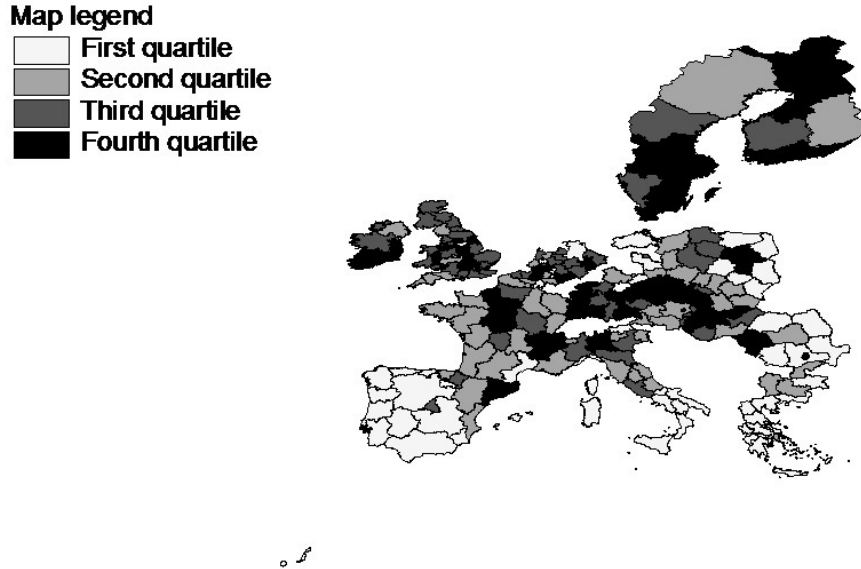 Map legend
First quartile
Second quartile
Third quartile
Fourth quartile